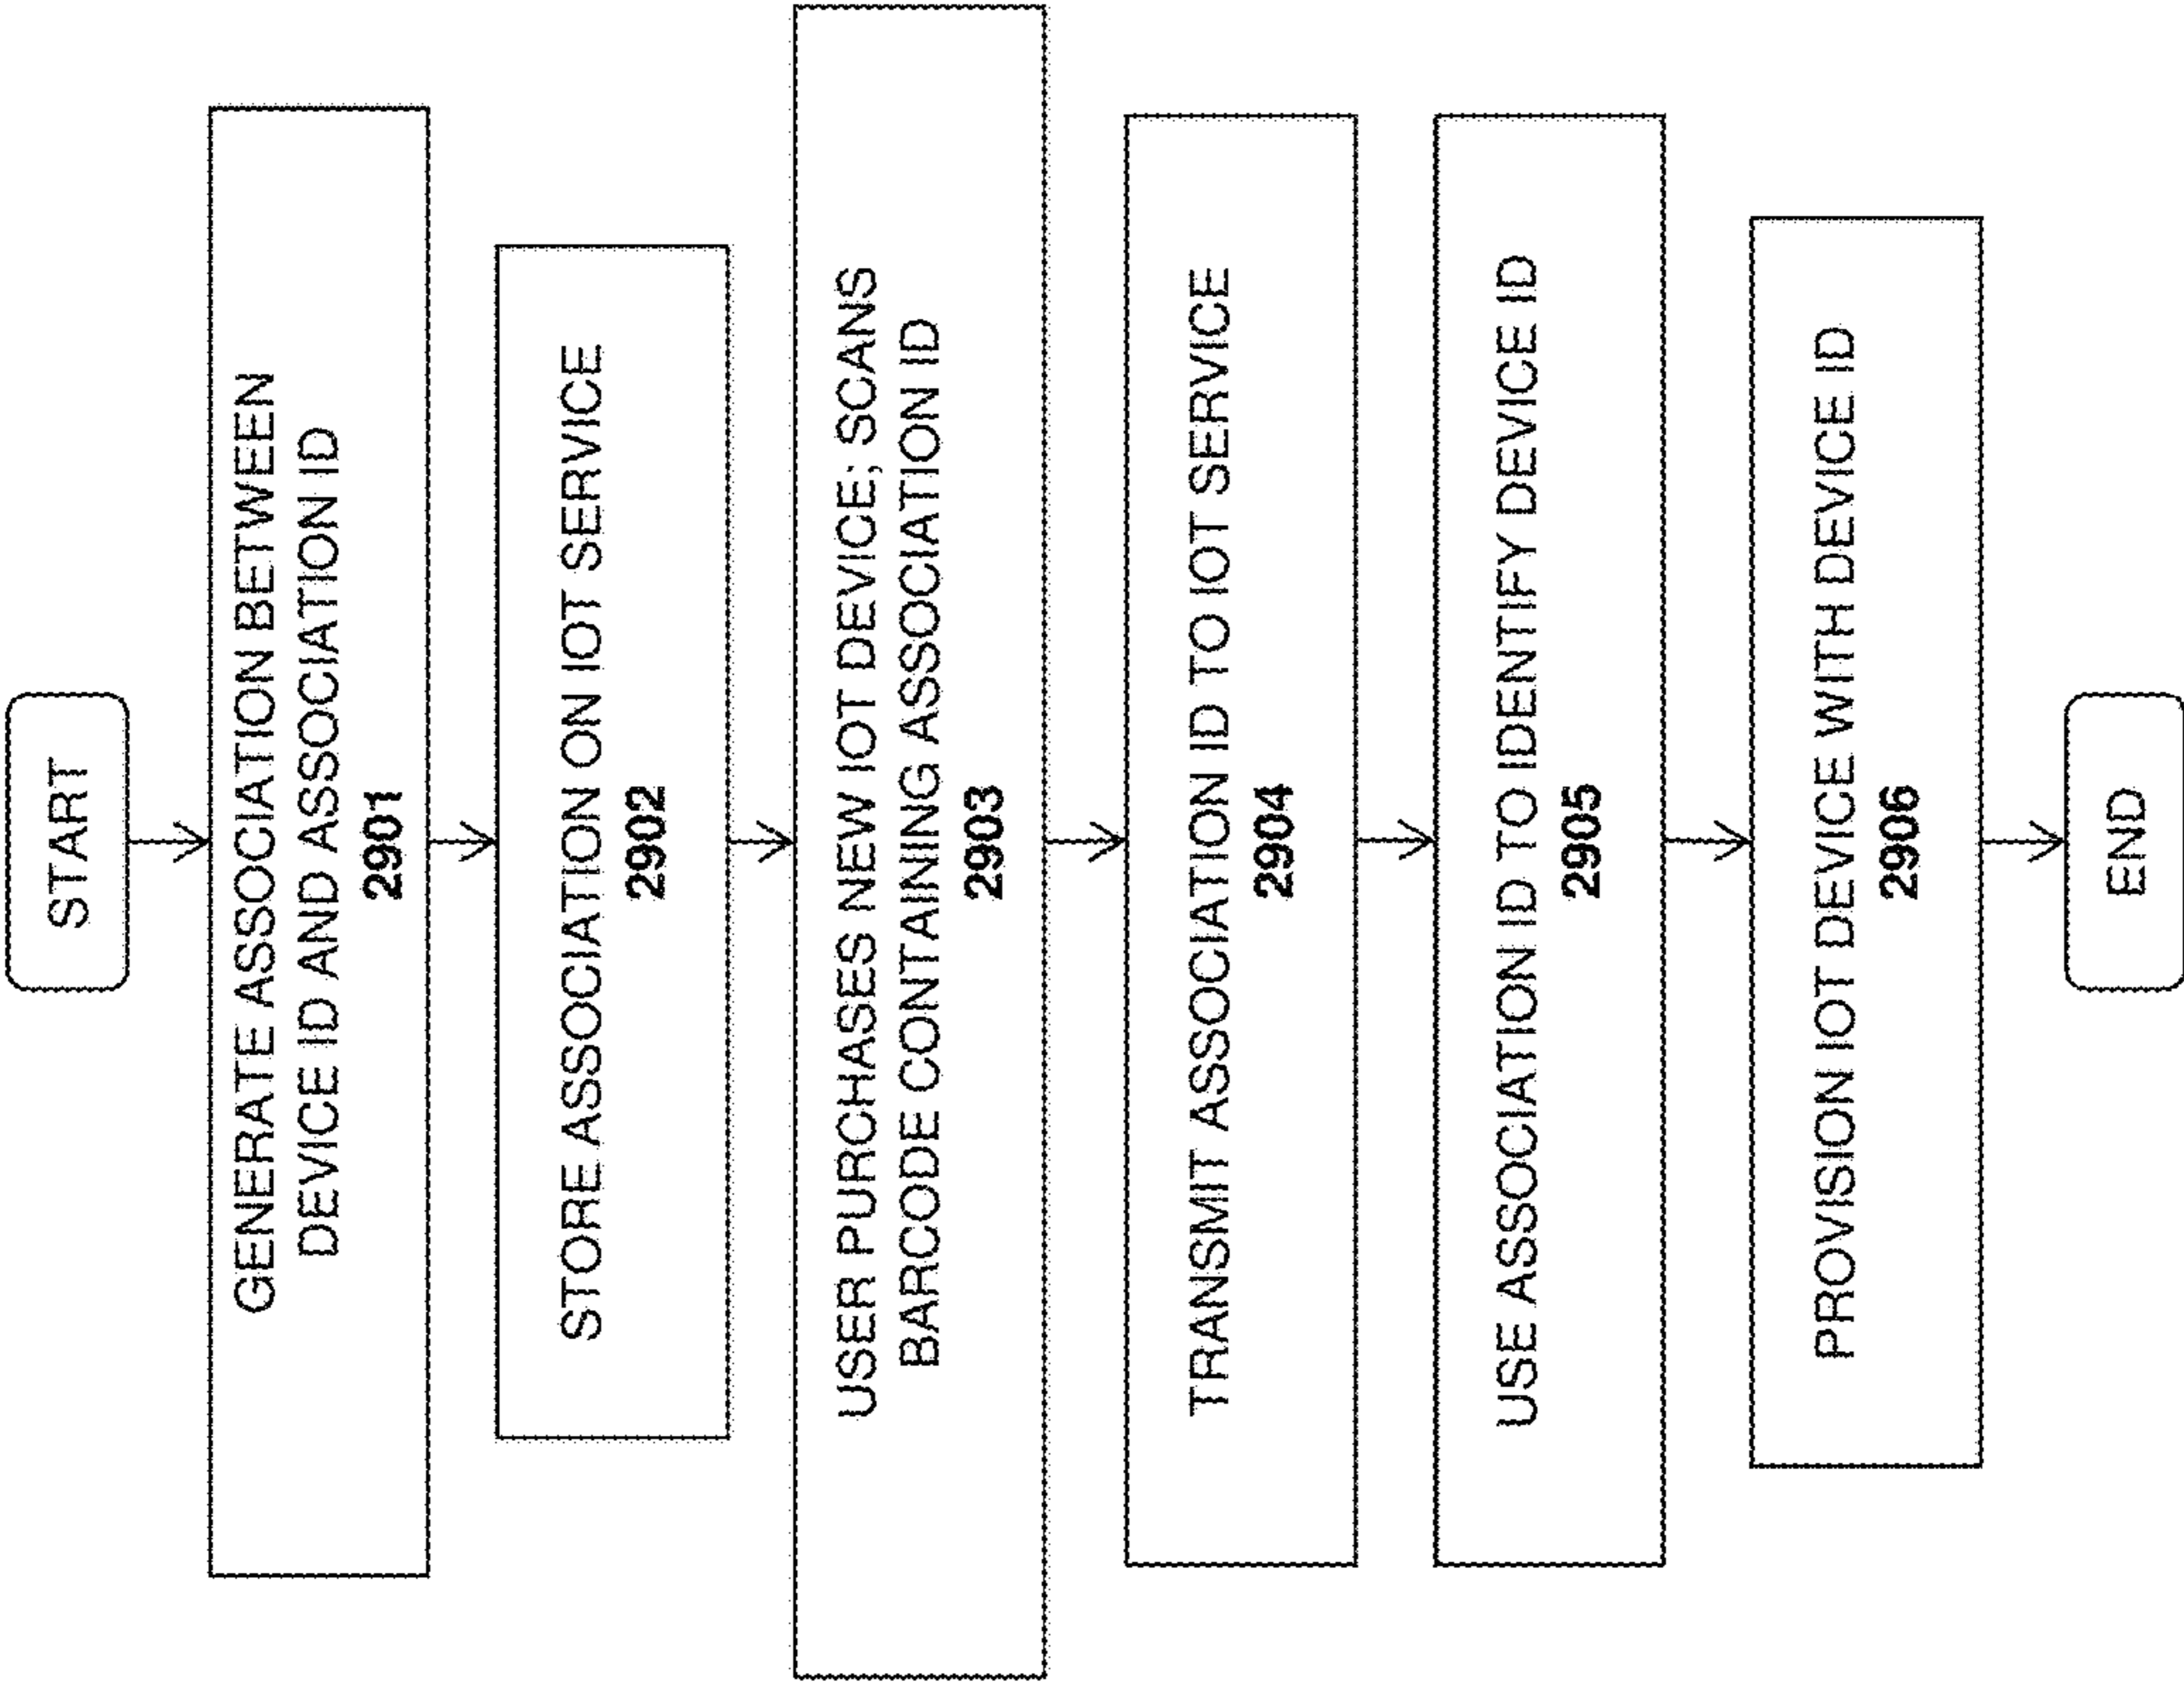 START
GENERATE ASSOCIATION BETWEEN
DEVICE ID AND ASSOCIATION ID
2901
STORE ASSOCIATION ON IOT SERVICE
2902
USER PURCHASES NEW IOT DEVICE; SCANS
BARCODE CONTAINING ASSOCIATION ID
2903
TRANSMIT ASSOCIATION ID TO IOT SERVICE
2904
USE ASSOCIATION ID TO IDENTIFY DEVICE ID
2905
PROVISION IOT DEVICE WITH DEVICE ID
2906
END